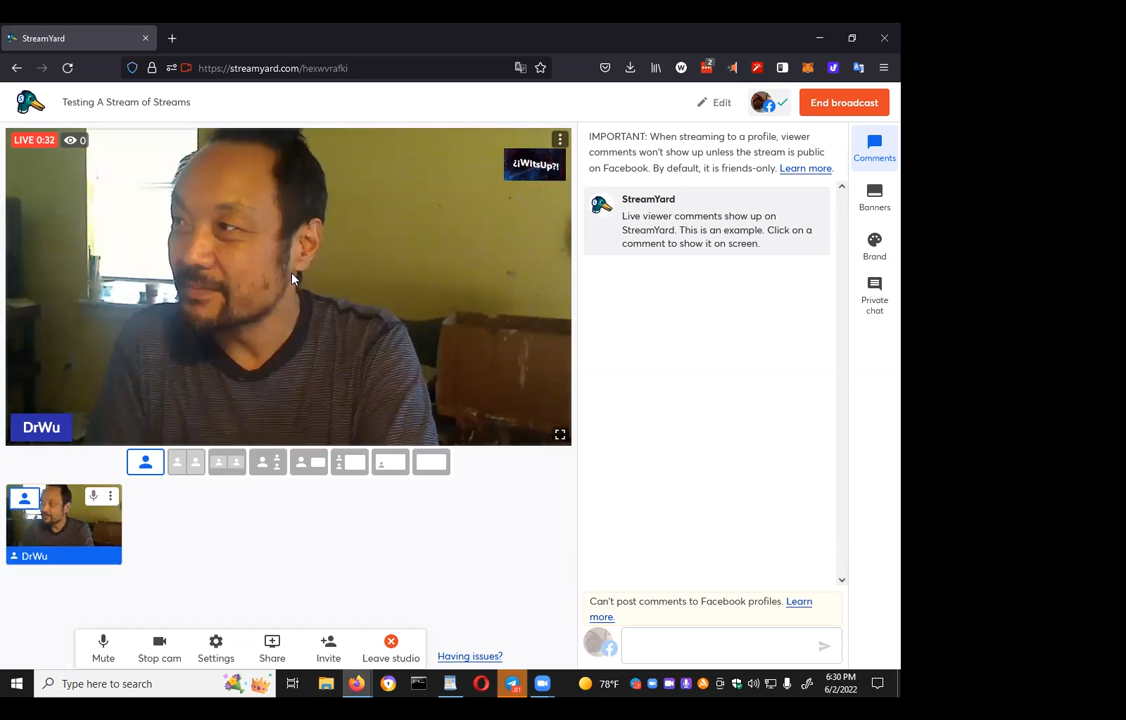 StreamYard
https://streamyard.com/hexwvrafki
2
Testing A Stream of Streams
Edit
End broadcast
LIVE 0:32
0
¿¡WItsUp?!
DrWu
DrWu
IMPORTANT: When streaming to a profile, viewer
comments won't show up unless the stream is public
on Facebook. By default, it is friends-only. Learn more.
StreamYard
Live viewer comments show up on
StreamYard. This is an example. Click on a
comment to show it on screen.
Can't post comments to Facebook profiles. Learn
more.
Comments
Banners
Brand
Private
chat
Mute
Stop cam
Settings
Share
Invite
Leave studio
Having issues?
Type here to search
78°F
6:30 PM
6/2/2022